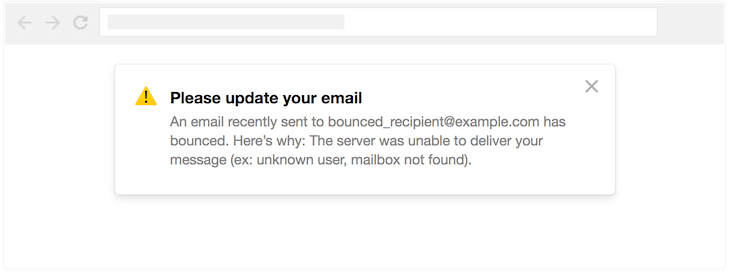 Please update your email
An email recently sent to bounced_recipient@example.com has
bounced. Here’s why: The server was unable to deliver your
message (ex: unknown user, mailbox not found).